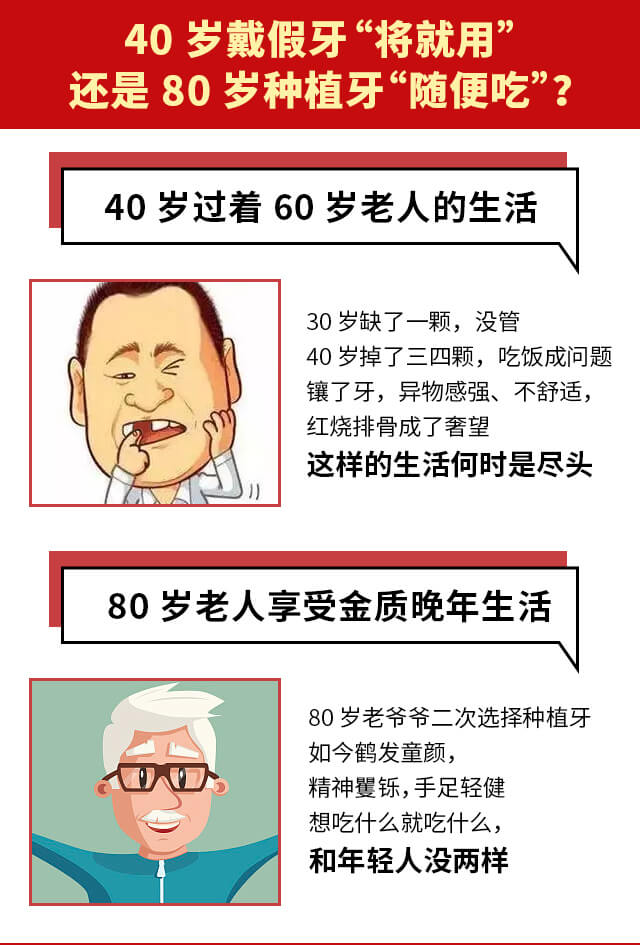 40 岁戴假牙“将就用”
还是 80 岁种植牙“随便吃”?
40 岁过着 60 岁老人的生活
30 岁缺了一颗，没管
40 岁掉了三四颗，吃饭成问题
镶了牙，异物感强、不舒适，
红烧排骨成了奢望
这样的生活何时是尽头
80 岁老人享受金质晚年生活
80 岁老爷爷二次选择种植牙
如今鹤发童颜，
精神矍铄，手足轻健
想吃什么就吃什么，
和年轻人没两样